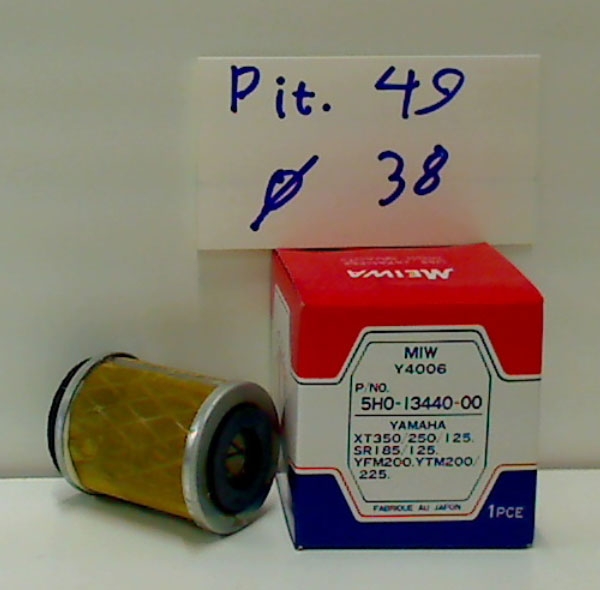 Pit. 49
ø 38
MEIWA
MIW
Y4006
P/NO.
5H0-13440-00
YAMAHA
XT350/250/125.
SR185/125.
YFM200.YTM200/
225.
FABRIQUE AU JAPON
1PCE